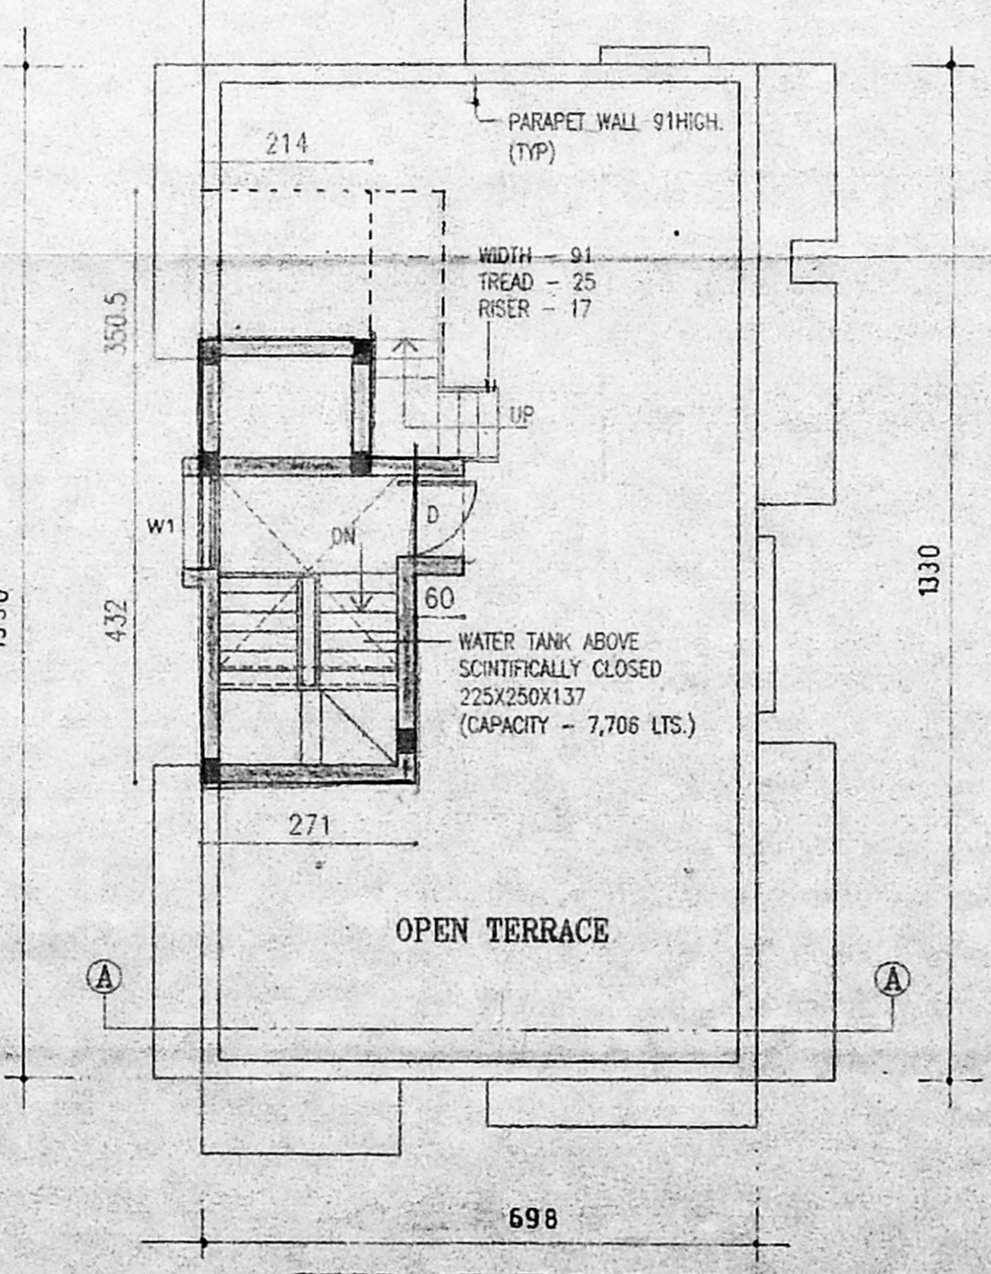 PARAPET WALL 91HIGH.
(TYP)
214
WIDTH - 91
TREAD - 25
RISER - 17
350.5
UP
W1
D
DN
1330
432
60
WATER TANK ABOVE
SCINTIFICALLY CLOSED
225X250X137
(CAPACITY - 7,706 LTS.)
271
OPEN TERRACE
A
A
698